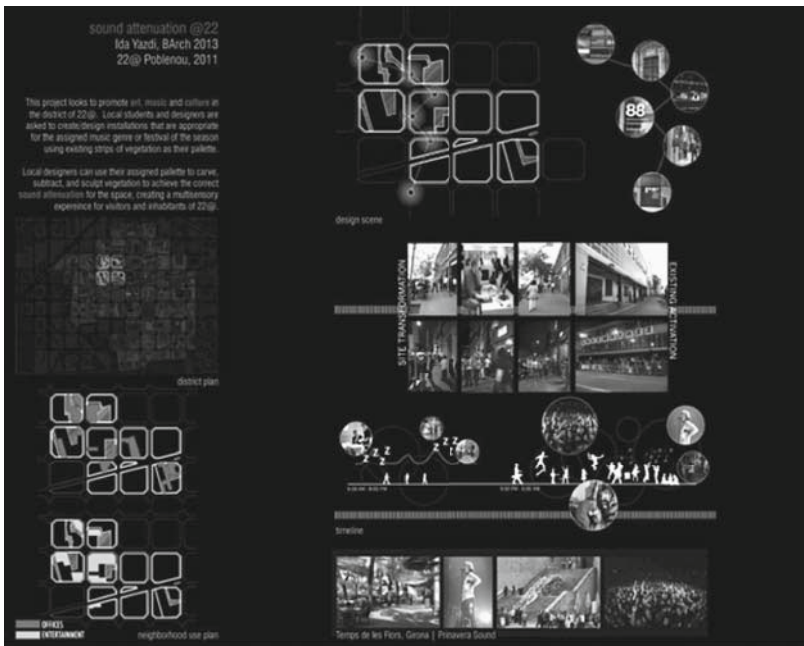 sound attenuation @22
Ida Yazdi, BArch 2013
22@ Poblenou, 2011
This project looks to promote art, music and culture in
the district of 22@. Local students and designers are
asked to create/design installations that are appropriate
for the assigned music genre or festival of the season
using existing strips of vegetation as their palette.
Local designers can use their assigned palette to carve,
subtract, and sculpt vegetation to achieve the correct
sound attenuation for the space, creating a multisensory
experience for visitors and inhabitants of 22@.
district plan
OFFICES
ENTERTAINMENT
neighborhood use plan
88
design scene
SITE TRANSFORMATION
EXISTING ACTIVATION
z z z
z z z
timeline
Temps de les Flors, Girona | Primavera Sound